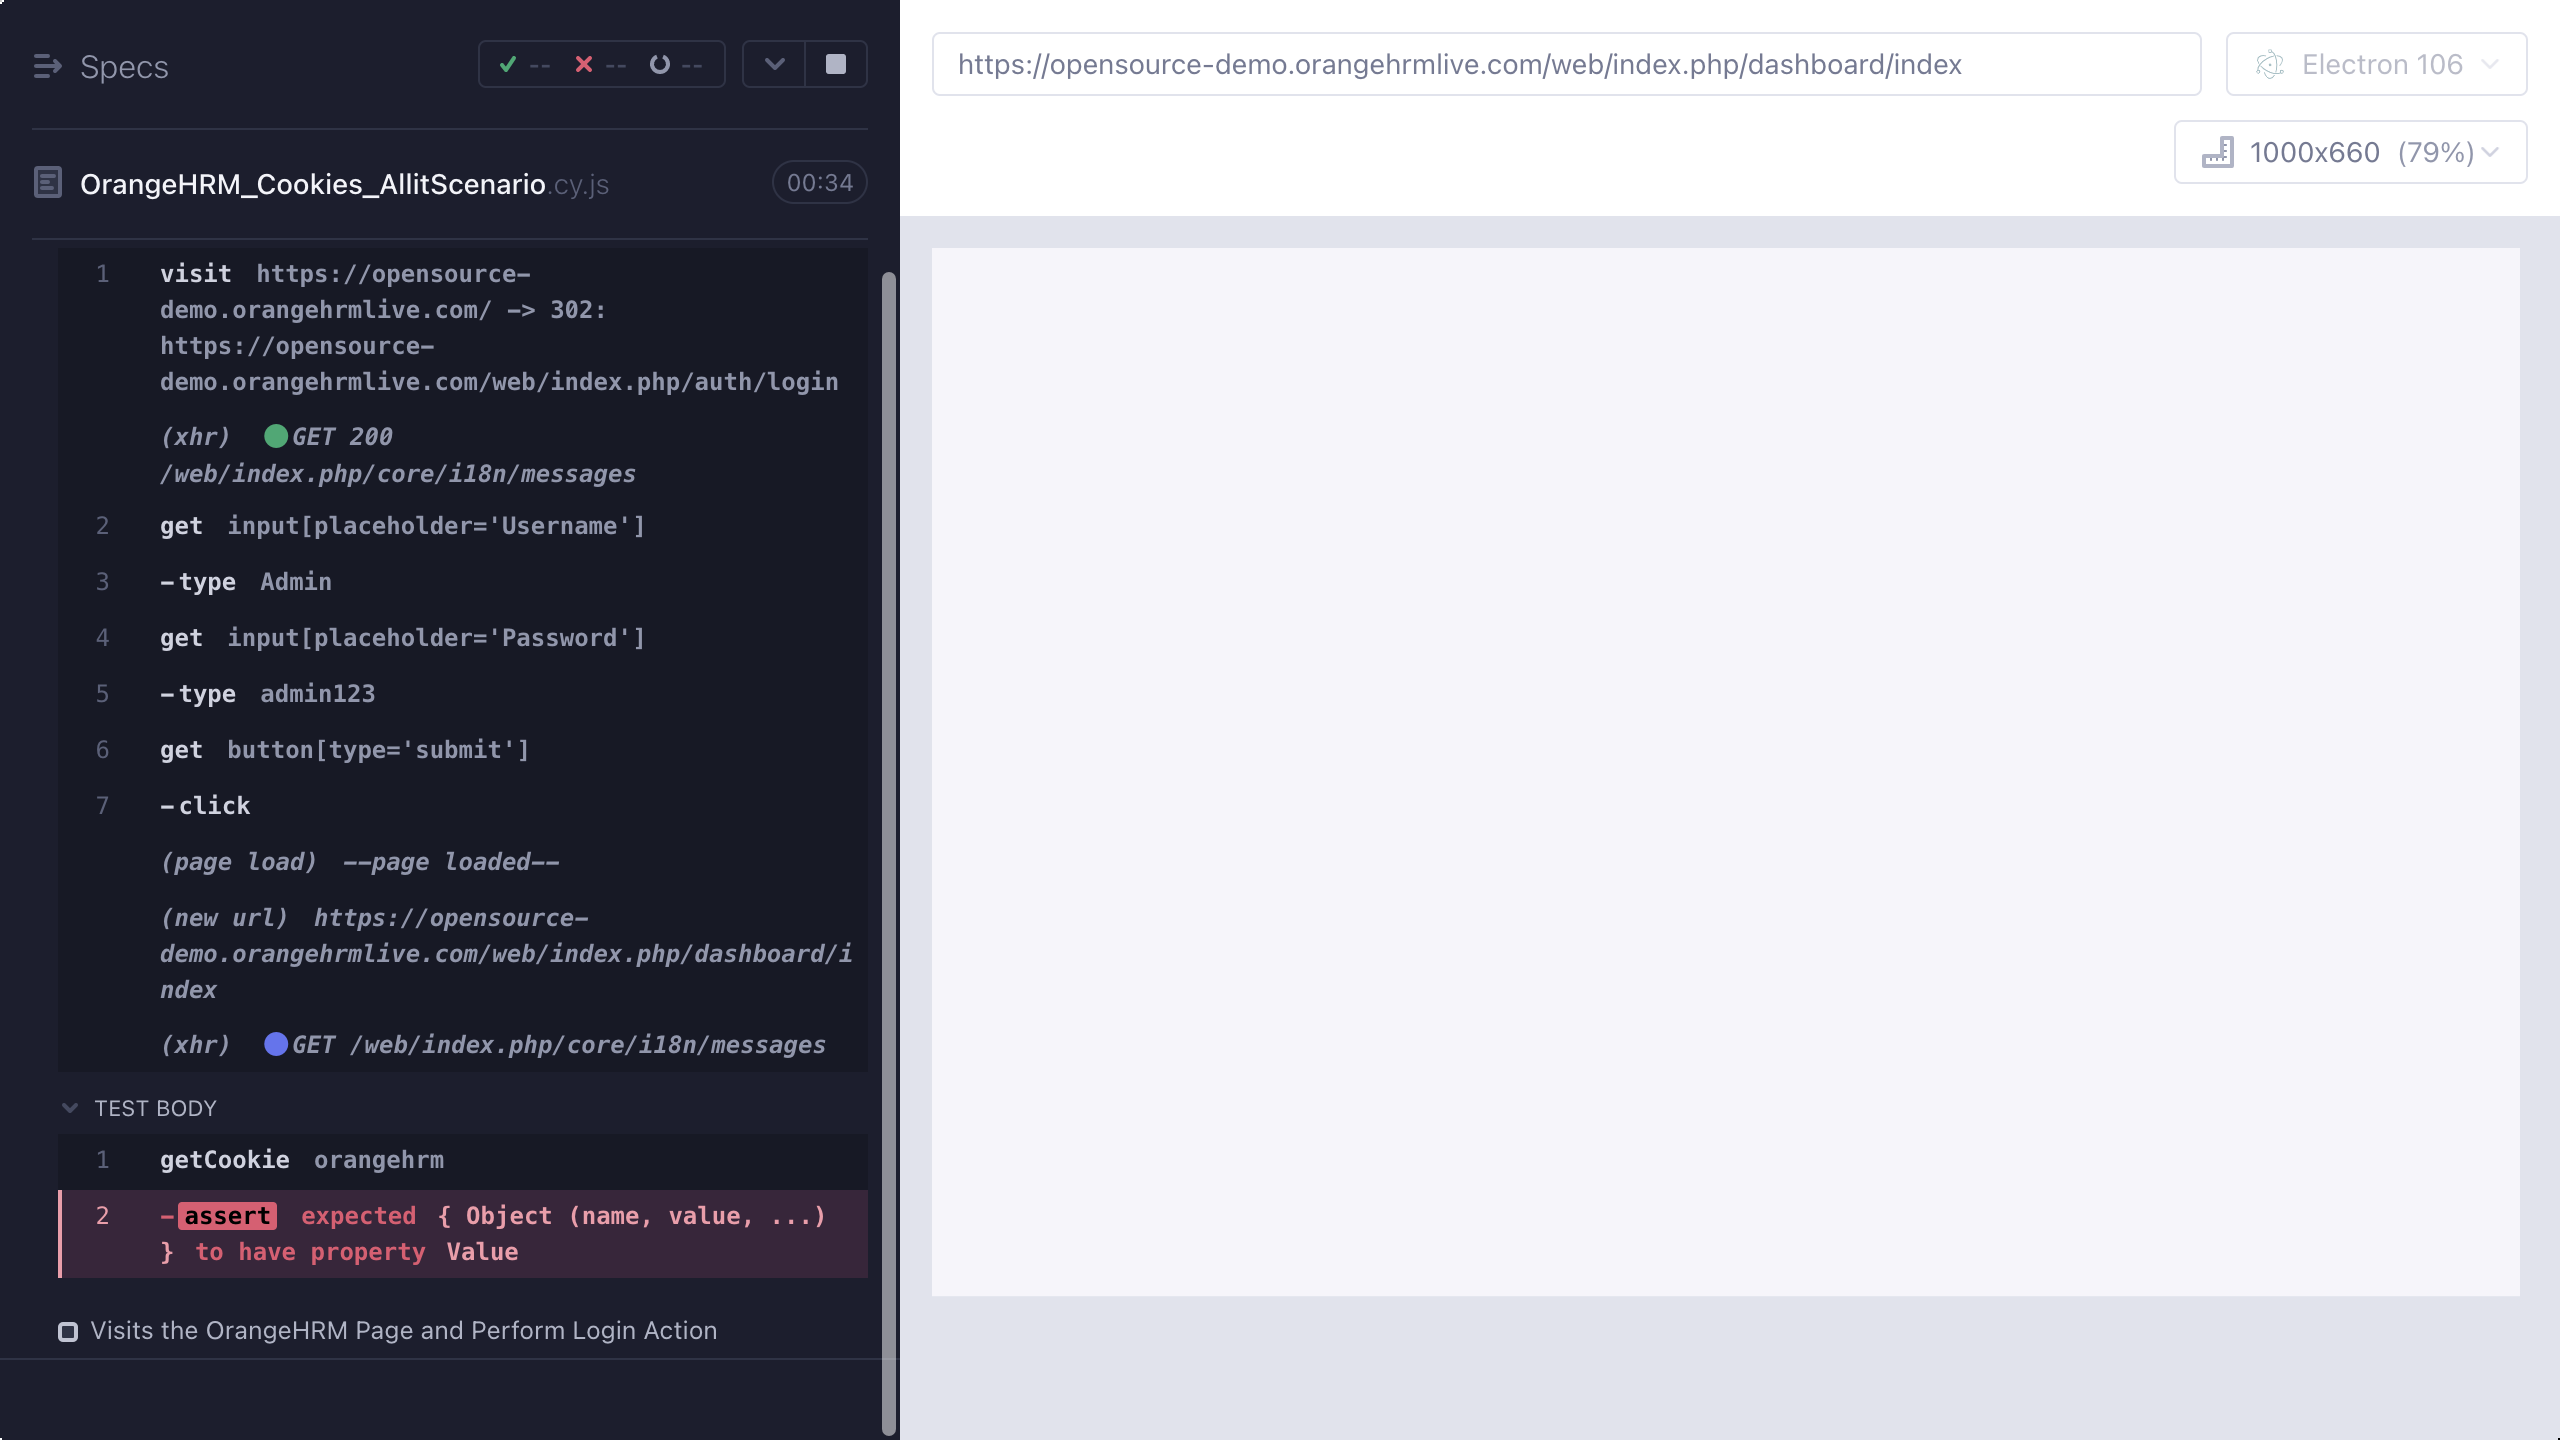 Specs
--
--
--
OrangeHRM_Cookies_AllitScenario.cy.js
00:34
1 visit https://opensource-
demo.orangehrmlive.com/ -> 302:
https://opensource-
demo.orangehrmlive.com/web/index.php/auth/login
(xhr) GET 200
/web/index.php/core/i18n/messages
2 get input[placeholder='Username']
3 -type Admin
4 get input[placeholder='Password']
5 -type admin123
6 get button[type='submit']
7 -click
(page load) --page loaded--
(new url) https://opensource-
demo.orangehrmlive.com/web/index.php/dashboard/i
ndex
(xhr) GET /web/index.php/core/i18n/messages
TEST BODY
1 getCookie orangehrm
2 -assert expected { Object (name, value, ...)
} to have property Value
Visits the OrangeHRM Page and Perform Login Action
https://opensource-demo.orangehrmlive.com/web/index.php/dashboard/index
Electron 106
1000x660 (79%)